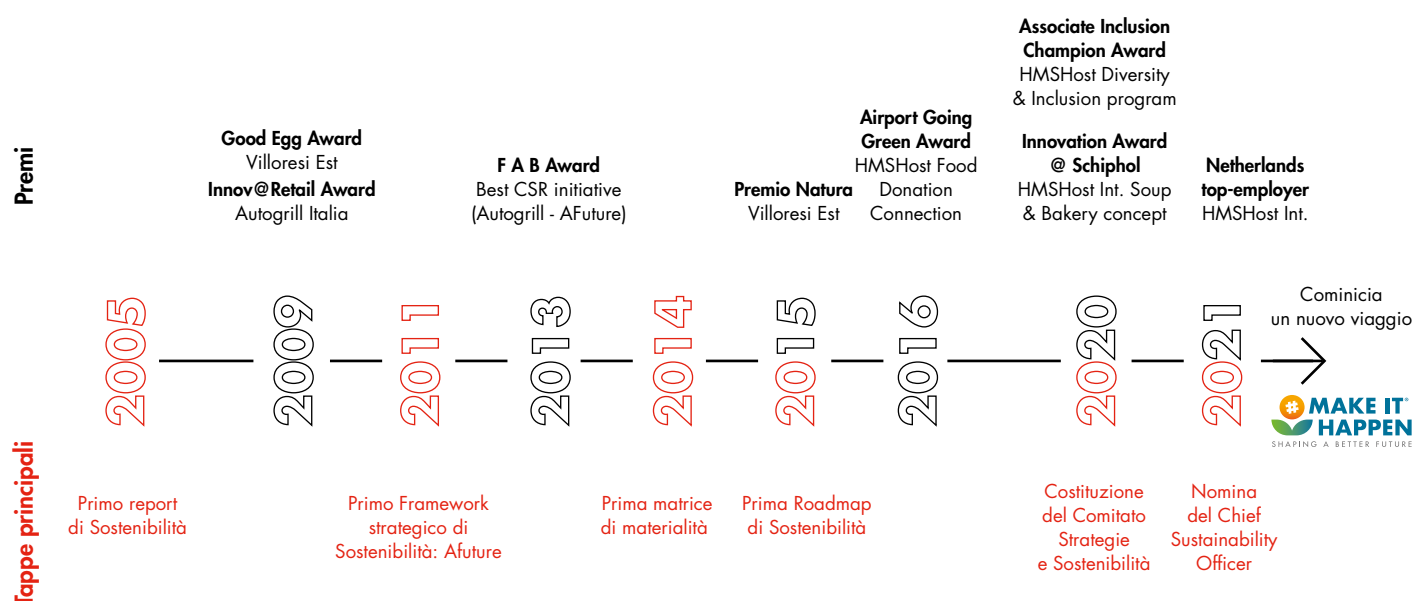 Premi
Good Egg Award
Villoresi Est
Innov@Retail Award
Autogrill Italia
F A B Award
Best CSR initiative
(Autogrill - AFuture)
Premio Natura
Villoresi Est
Airport Going
Green Award
HMSHost Food
Donation
Connection
Associate Inclusion
Champion Award
HMSHost Diversity
& Inclusion program
Innovation Award
@ Schiphol
HMSHost Int. Soup
& Bakery concept
Netherlands
top-employer
HMSHost Int.
2005
2009
2011
2013
2014
2015
2016
2020
2021
Cominicia
un nuovo viaggio
# MAKE IT®
HAPPEN
SHAPING A BETTER FUTURE
Tappe principali
Primo report
di Sostenibilità
Primo Framework
strategico di
Sostenibilità: Afuture
Prima matrice
di materialità
Prima Roadmap
di Sostenibilità
Costituzione
del Comitato
Strategie
e Sostenibilità
Nomina
del Chief
Sustainability
Officer